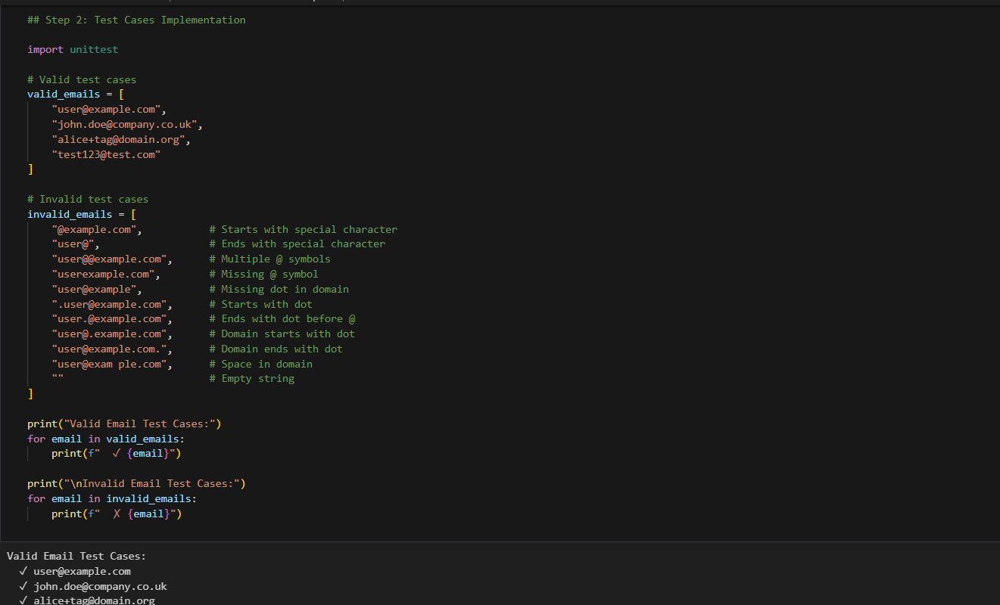 ## Step 2: Test Cases Implementation
import unittest
# Valid test cases
valid_emails = [
"user@example.com",
"john.doe@company.co.uk",
"alice+tag@domain.org",
"test123@test.com"
]
# Invalid test cases
invalid_emails = [
"@example.com", # Starts with special character
"user@", # Ends with special character
"user@@example.com", # Multiple @ symbols
"userexample.com", # Missing @ symbol
"user@example", # Missing dot in domain
".user@example.com", # Starts with dot
"user.@example.com", # Ends with dot before @
"user@.example.com", # Domain starts with dot
"user@example.com.", # Domain ends with dot
"user@exam ple.com", # Space in domain
"" # Empty string
]
print("Valid Email Test Cases:")
for email in valid_emails:
print(f"  ✓ {email}")
print("\nInvalid Email Test Cases:")
for email in invalid_emails:
print(f"  ✗ {email}")
Valid Email Test Cases:
✓ user@example.com
✓ john.doe@company.co.uk
✓ alice+tag@domain.org